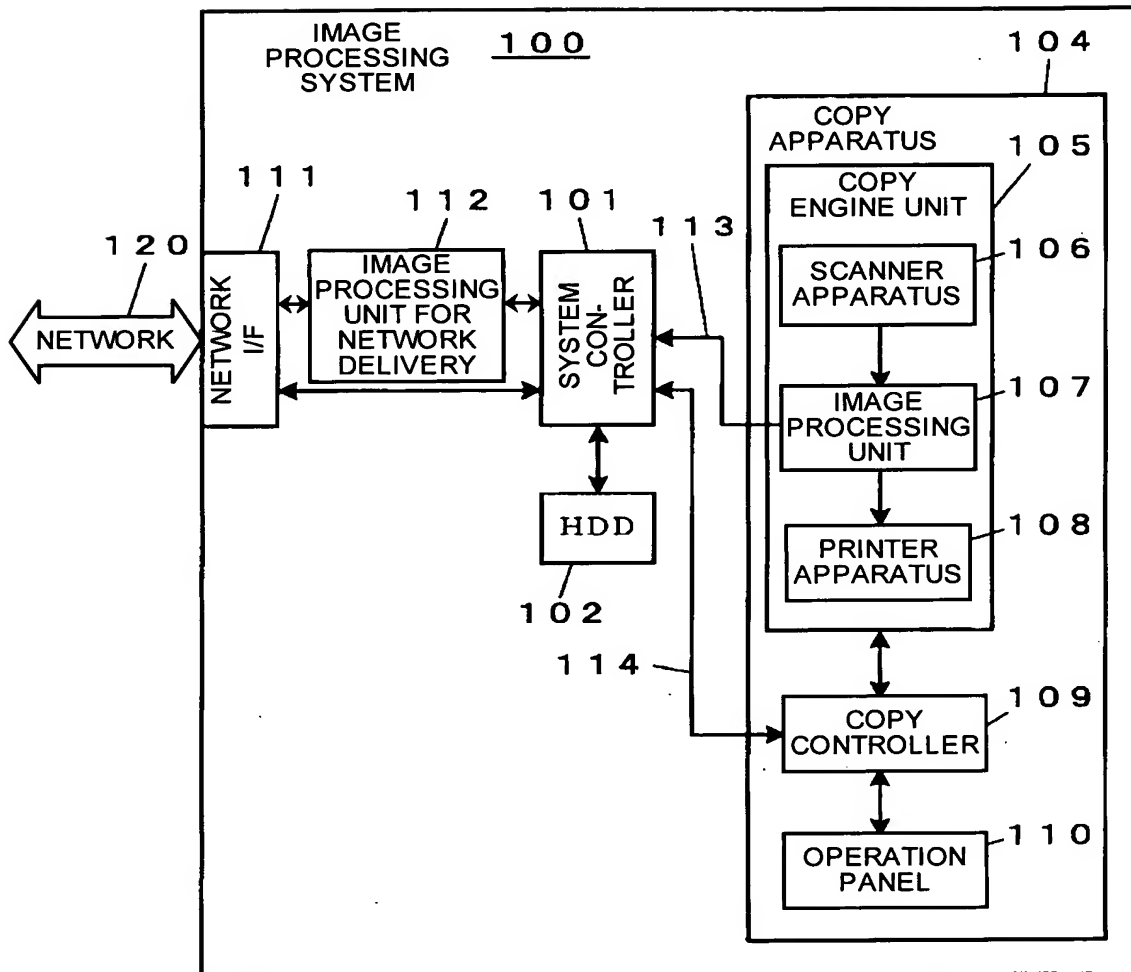 IMAGE
PROCESSING
SYSTEM
100
104
COPY
APPARATUS
105
COPY
ENGINE UNIT
111
112
101
113
106
120
IMAGE
PROCESSING
UNIT FOR
NETWORK
DELIVERY
SCANNER
APPARATUS
NETWORK
NETWORK
I/F
SYSTEM
CON-
TROLLER
107
IMAGE
PROCESSING
UNIT
HDD
108
PRINTER
APPARATUS
102
114
109
COPY
CONTROLLER
110
OPERATION
PANEL